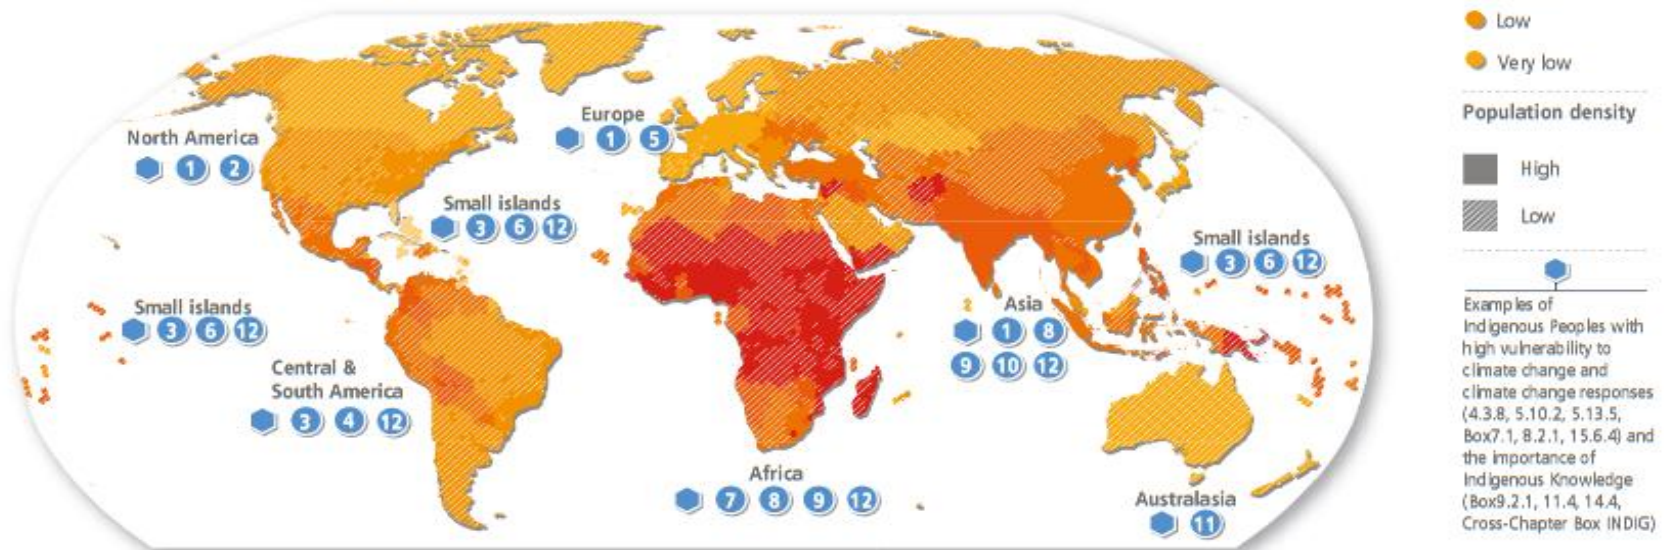 North America
1 2
Europe
1 5
Small islands
3 6 12
Small islands
3 6 12
Small islands
3 6 12
Central &
South America
3 4 12
Asia
1 8
9 10 12
Africa
7 8 9 12
Australasia
11
Low
Very low
Population density
High
Low
Examples of
Indigenous Peoples with
high vulnerability to
climate change and
climate change responses
(4.3.8, 5.10.2, 5.13.5,
Box7.1, 8.2.1, 15.6.4) and
the importance of
Indigenous Knowledge
(Box9.2.1, 11.4, 14.4,
Cross-Chapter Box INDIG)